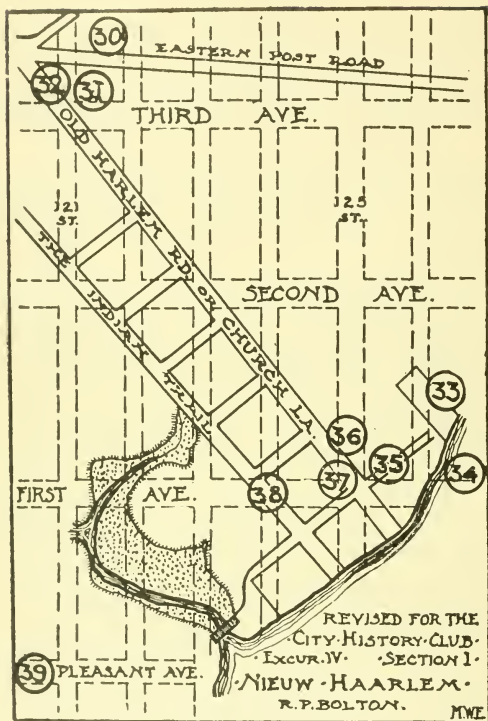 30
EASTERN POST ROAD
32
31
THIRD AVE.
OLD HARLEM RD. OR CHURCH LA.
121
ST.
125
ST.
THE INDIAN TRAIL
SECOND AVE.
33
36
35
34
37
38
FIRST AVE.
REVISED FOR THE
CITY HISTORY CLUB
EXCUR. IV SECTION 1.
39
PLEASANT AVE.
NIEUW HAARLEM
R. P. BOLTON.
M.W.E.